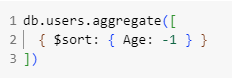 1 db.users.aggregate([
2 { $sort: { Age: -1 } }
3 ])